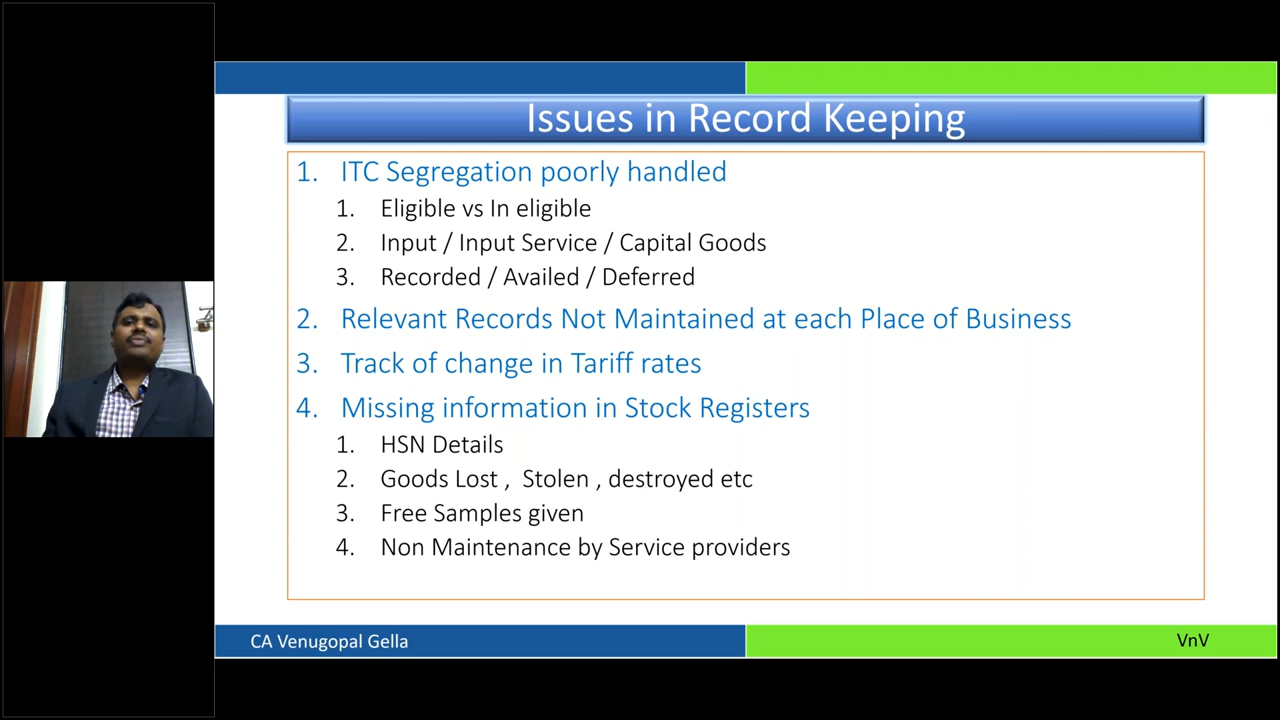 Issues in Record Keeping
1. ITC Segregation poorly handled
1. Eligible vs In eligible
2. Input / Input Service / Capital Goods
3. Recorded / Availed / Deferred
2. Relevant Records Not Maintained at each Place of Business
3. Track of change in Tariff rates
4. Missing information in Stock Registers
1. HSN Details
2. Goods Lost , Stolen , destroyed etc
3. Free Samples given
4. Non Maintenance by Service providers
CA Venugopal Gella
VnV